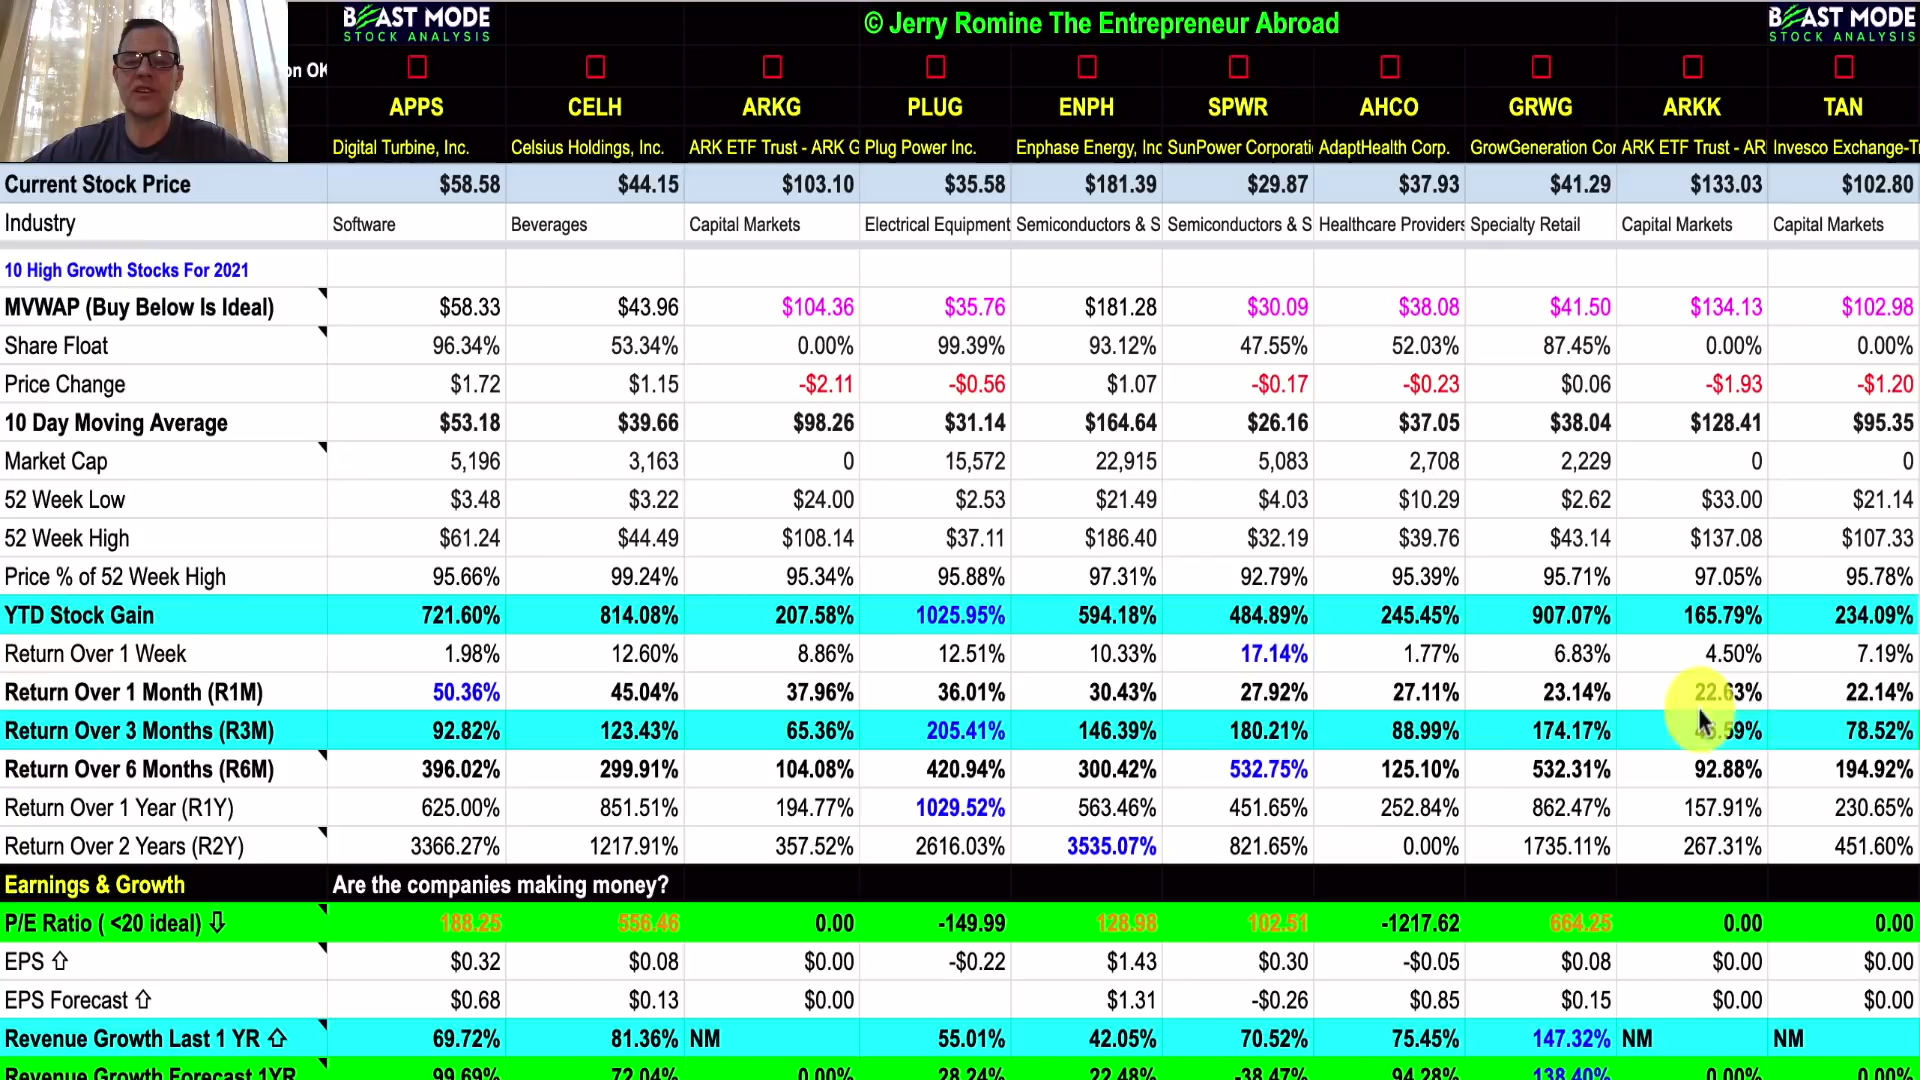 BEAST MODE
STOCK ANALYSIS
© Jerry Romine The Entrepreneur Abroad
BEAST MODE
STOCK ANALYSIS
on OK
APPS CELH ARKG PLUG ENPH SPWR AHCO GRWG ARKK TAN
Digital Turbine, Inc. Celsius Holdings, Inc. ARK ETF Trust - ARK G Plug Power Inc. Enphase Energy, Inc SunPower Corporati AdaptHealth Corp. GrowGeneration Cor ARK ETF Trust - AR Invesco Exchange-T
Current Stock Price $58.58 $44.15 $103.10 $35.58 $181.39 $29.87 $37.93 $41.29 $133.03 $102.80
Industry Software Beverages Capital Markets Electrical Equipment Semiconductors & S Semiconductors & S Healthcare Providers Specialty Retail Capital Markets Capital Markets
10 High Growth Stocks For 2021
MVWAP (Buy Below Is Ideal) $58.33 $43.96 $104.36 $35.76 $181.28 $30.09 $38.08 $41.50 $134.13 $102.98
Share Float 96.34% 53.34% 0.00% 99.39% 93.12% 47.55% 52.03% 87.45% 0.00% 0.00%
Price Change $1.72 $1.15 -$2.11 -$0.56 $1.07 -$0.17 -$0.23 $0.06 -$1.93 -$1.20
10 Day Moving Average $53.18 $39.66 $98.26 $31.14 $164.64 $26.16 $37.05 $38.04 $128.41 $95.35
Market Cap 5,196 3,163 0 15,572 22,915 5,083 2,708 2,229 0 0
52 Week Low $3.48 $3.22 $24.00 $2.53 $21.49 $4.03 $10.29 $2.62 $33.00 $21.14
52 Week High $61.24 $44.49 $108.14 $37.11 $186.40 $32.19 $39.76 $43.14 $137.08 $107.33
Price % of 52 Week High 95.66% 99.24% 95.34% 95.88% 97.31% 92.79% 95.39% 95.71% 97.05% 95.78%
YTD Stock Gain 721.60% 814.08% 207.58% 1025.95% 594.18% 484.89% 245.45% 907.07% 165.79% 234.09%
Return Over 1 Week 1.98% 12.60% 8.86% 12.51% 10.33% 17.14% 1.77% 6.83% 4.50% 7.19%
Return Over 1 Month (R1M) 50.36% 45.04% 37.96% 36.01% 30.43% 27.92% 27.11% 23.14% 22.63% 22.14%
Return Over 3 Months (R3M) 92.82% 123.43% 65.36% 205.41% 146.39% 180.21% 88.99% 174.17% 78.52%
Return Over 6 Months (R6M) 396.02% 299.91% 104.08% 420.94% 300.42% 532.75% 125.10% 532.31% 92.88% 194.92%
Return Over 1 Year (R1Y) 625.00% 851.51% 194.77% 1029.52% 563.46% 451.65% 252.84% 862.47% 157.91% 230.65%
Return Over 2 Years (R2Y) 3366.27% 1217.91% 357.52% 2616.03% 3535.07% 821.65% 0.00% 1735.11% 267.31% 451.60%
Earnings & Growth Are the companies making money?
P/E Ratio ( <20 ideal) ⇩ 188.25 556.46 0.00 -149.99 128.98 102.51 -1217.62 664.25 0.00 0.00
EPS ⇧ $0.32 $0.08 $0.00 -$0.22 $1.43 $0.30 -$0.05 $0.08 $0.00 $0.00
EPS Forecast ⇧ $0.68 $0.13 $0.00 $1.31 -$0.26 $0.85 $0.15 $0.00 $0.00
Revenue Growth Last 1 YR ⇧ 69.72% 81.36% NM 55.01% 42.05% 70.52% 75.45% 147.32% NM NM
Revenue Growth Forecast 1YR 99.69% 72.04% 0.00% 28.24% 22.48% -38.47% 94.28% 138.40% 0.00% 0.00%